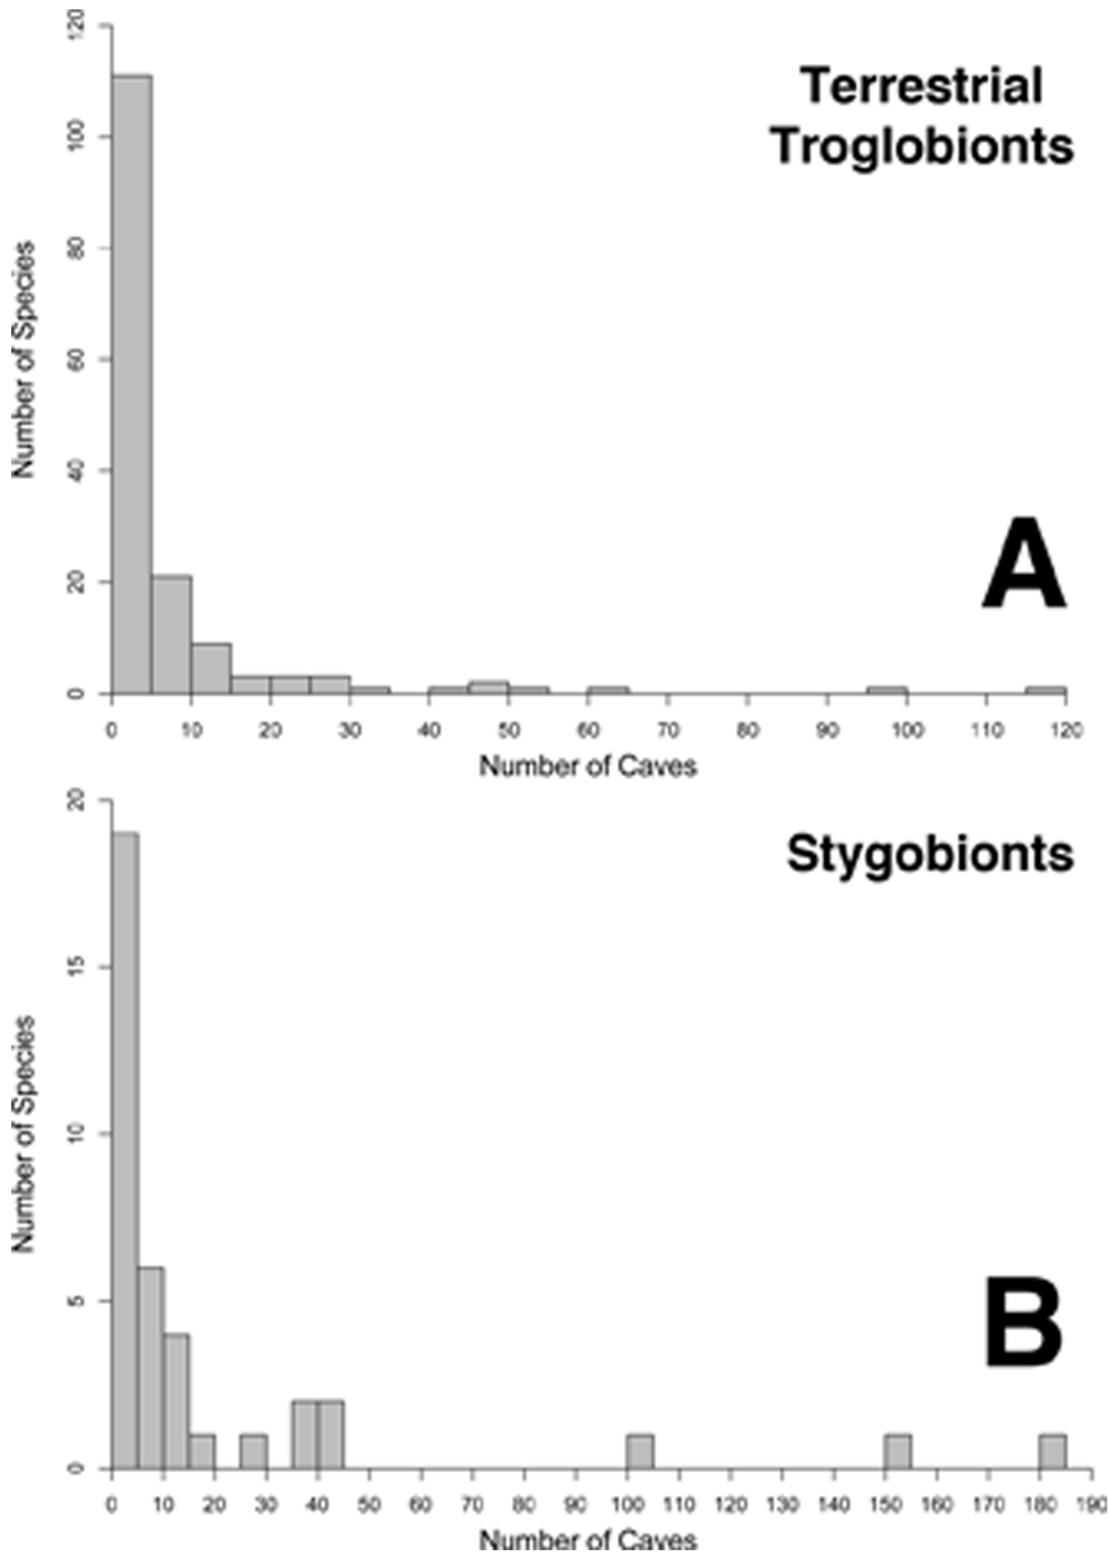 120
100
80
60
40
20
0
Number of Species
Terrestrial
Troglobionts
A
0 10 20 30 40 50 60 70 80 90 100 110 120
Number of Caves
20
15
10
5
0
Number of Species
Stygobionts
B
0 10 20 30 40 50 60 70 80 90 100 110 120 130 140 150 160 170 180 190
Number of Caves